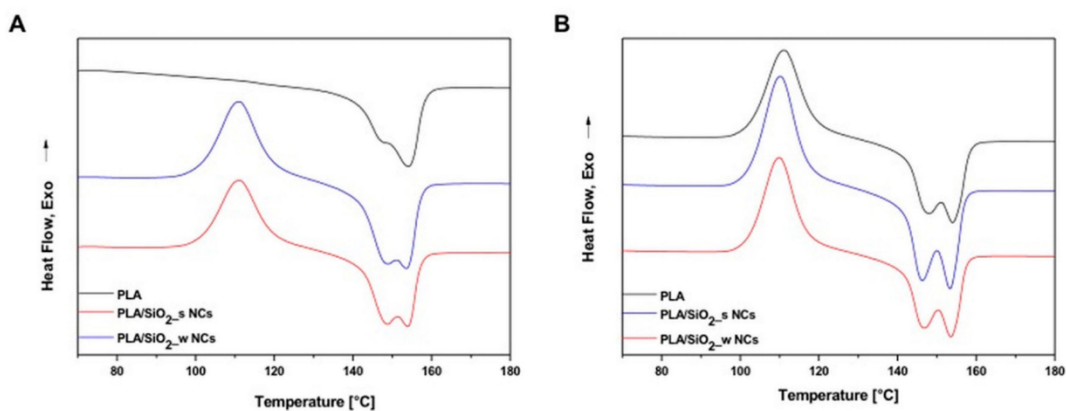 A
Heat Flow, Exo →
PLA
PLA/SiO2_s NCs
PLA/SiO2_w NCs
80 100 120 140 160 180
Temperature [°C]
B
Heat Flow, Exo →
PLA
PLA/SiO2_s NCs
PLA/SiO2_w NCs
80 100 120 140 160 180
Temperature [°C]